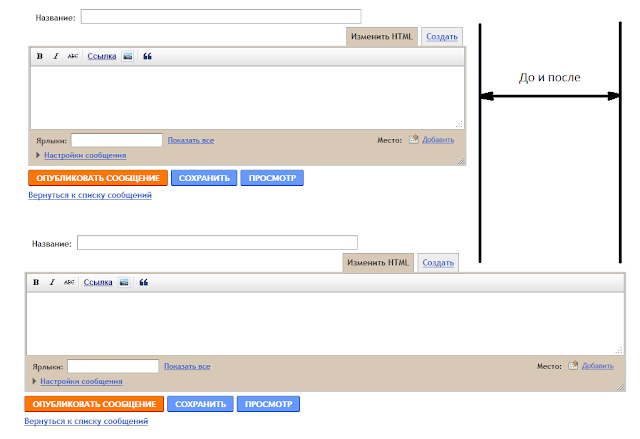 Название:
Изменить HTML Создать
B I ABC Ссылка
До и после
Ярлыки: Показать все Место: Добавить
Настройки сообщения
ОПУБЛИКОВАТЬ СООБЩЕНИЕ СОХРАНИТЬ ПРОСМОТР
Вернуться к списку сообщений
Название:
Изменить HTML Создать
B I ABC Ссылка
Ярлыки: Показать все Место: Добавить
Настройки сообщения
ОПУБЛИКОВАТЬ СООБЩЕНИЕ СОХРАНИТЬ ПРОСМОТР
Вернуться к списку сообщений